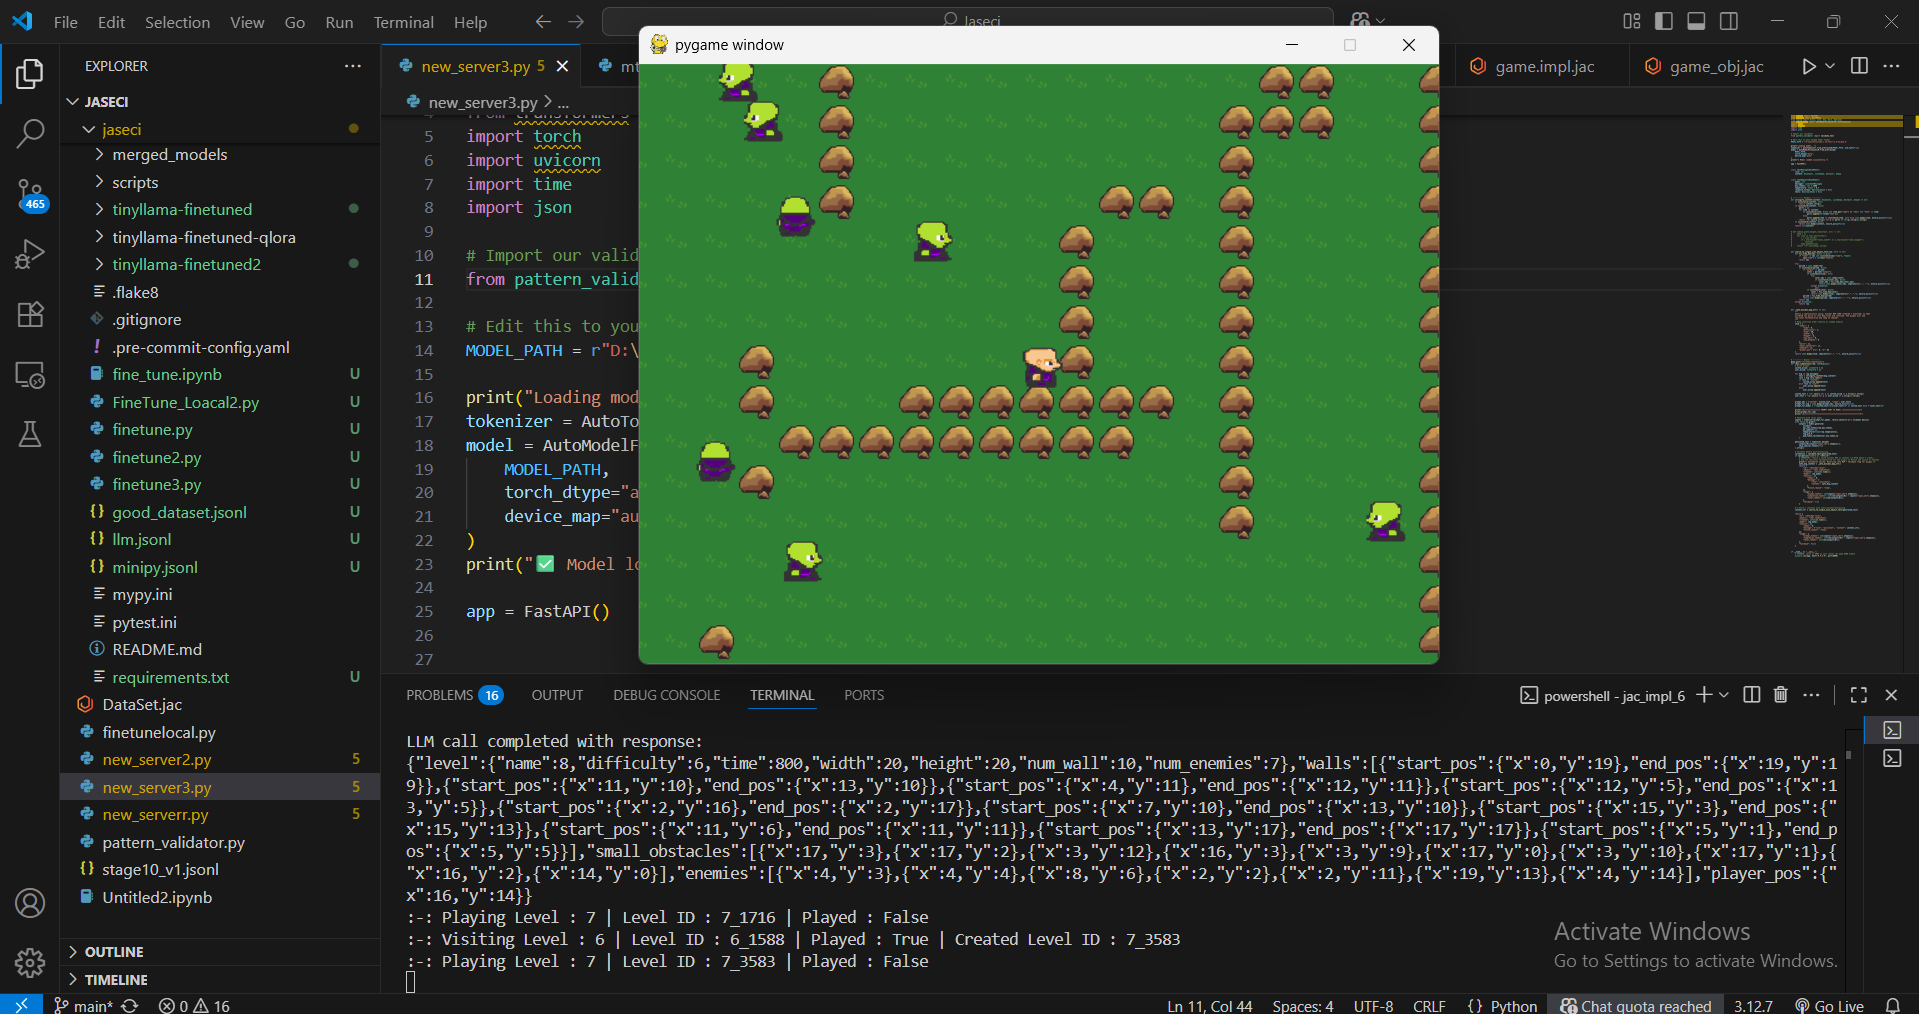 File Edit Selection View Go Run Terminal Help
Jaseci
pygame window
EXPLORER
JASECI
jaseci
merged_models
scripts
tinyllama-finetuned
tinyllama-finetuned-qlora
tinyllama-finetuned2
.flake8
.gitignore
.pre-commit-config.yaml
fine_tune.ipynb U
FineTune_Loacal2.py U
finetune.py U
finetune2.py U
finetune3.py U
good_dataset.jsonl U
llm.jsonl U
minipy.jsonl U
mypy.ini
pytest.ini
README.md
requirements.txt U
DataSet.jac
finetunelocal.py
new_server2.py 5
new_server3.py 5
new_serverr.py 5
pattern_validator.py
stage10_v1.jsonl
Untitled2.ipynb
OUTLINE
TIMELINE
465
new_server3.py 5
game.impl.jac
game_obj.jac
new_server3.py > ...
4 from transformers
5 import torch
6 import uvicorn
7 import time
8 import json
9
10 # Import our valid
11 from pattern_valid
12
13 # Edit this to you
14 MODEL_PATH = r"D:\
15
16 print("Loading mod
17 tokenizer = AutoTo
18 model = AutoModelF
19 MODEL_PATH,
20 torch_dtype="a
21 device_map="au
22 )
23 print("✅ Model lo
24
25 app = FastAPI()
26
27
PROBLEMS 16 OUTPUT DEBUG CONSOLE TERMINAL PORTS
powershell - jac_impl_6
LLM call completed with response:
{"level":{"name":8,"difficulty":6,"time":800,"width":20,"height":20,"num_wall":10,"num_enemies":7},"walls":[{"start_pos":{"x":0,"y":19},"end_pos":{"x":19,"y":1
9}},{"start_pos":{"x":11,"y":10},"end_pos":{"x":13,"y":10}},{"start_pos":{"x":4,"y":11},"end_pos":{"x":12,"y":11}},{"start_pos":{"x":12,"y":5},"end_pos":{"x":1
3,"y":5}},{"start_pos":{"x":2,"y":16},"end_pos":{"x":2,"y":17}},{"start_pos":{"x":7,"y":10},"end_pos":{"x":13,"y":10}},{"start_pos":{"x":15,"y":3},"end_pos":{"
x":15,"y":13}},{"start_pos":{"x":11,"y":6},"end_pos":{"x":11,"y":11}},{"start_pos":{"x":13,"y":17},"end_pos":{"x":17,"y":17}},{"start_pos":{"x":5,"y":1},"end_p
os":{"x":5,"y":5}}],"small_obstacles":[{"x":17,"y":3},{"x":17,"y":2},{"x":3,"y":12},{"x":16,"y":3},{"x":3,"y":9},{"x":17,"y":0},{"x":3,"y":10},{"x":17,"y":1},{
"x":16,"y":2},{"x":14,"y":0}],"enemies":[{"x":4,"y":3},{"x":4,"y":4},{"x":8,"y":6},{"x":2,"y":2},{"x":2,"y":11},{"x":19,"y":13},{"x":4,"y":14}],"player_pos":{"
x":16,"y":14}}
:-: Playing Level : 7 | Level ID : 7_1716 | Played : False
:-: Visiting Level : 6 | Level ID : 6_1588 | Played : True | Created Level ID : 7_3583
:-: Playing Level : 7 | Level ID : 7_3583 | Played : False
Activate Windows
Go to Settings to activate Windows.
main* 0 16
Ln 11, Col 44 Spaces: 4 UTF-8 CRLF {} Python Chat quota reached 3.12.7 Go Live